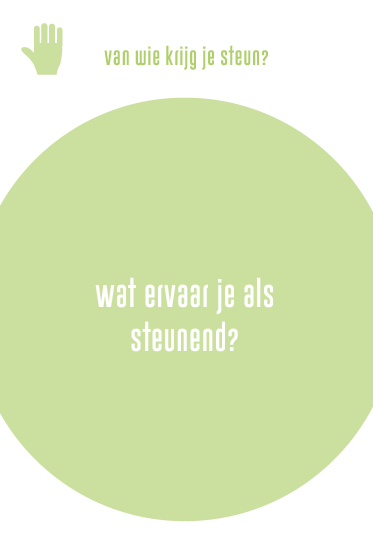 van wie krijg je steun?
wat ervaar je als
steunend?